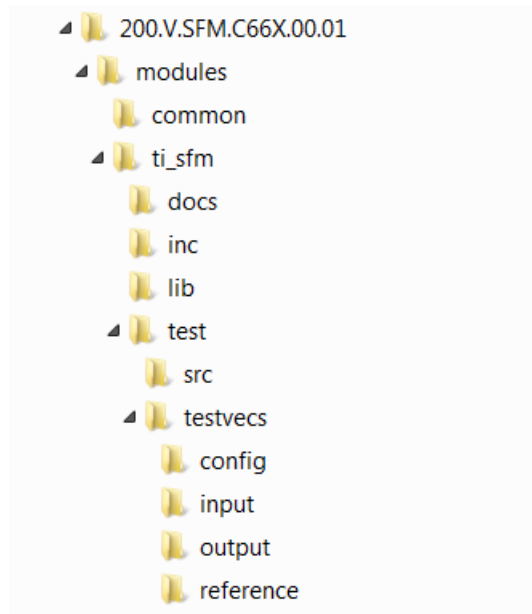 200.V.SFM.C66X.00.01
modules
common
ti_sfm
docs
inc
lib
test
src
testvecs
config
input
output
reference